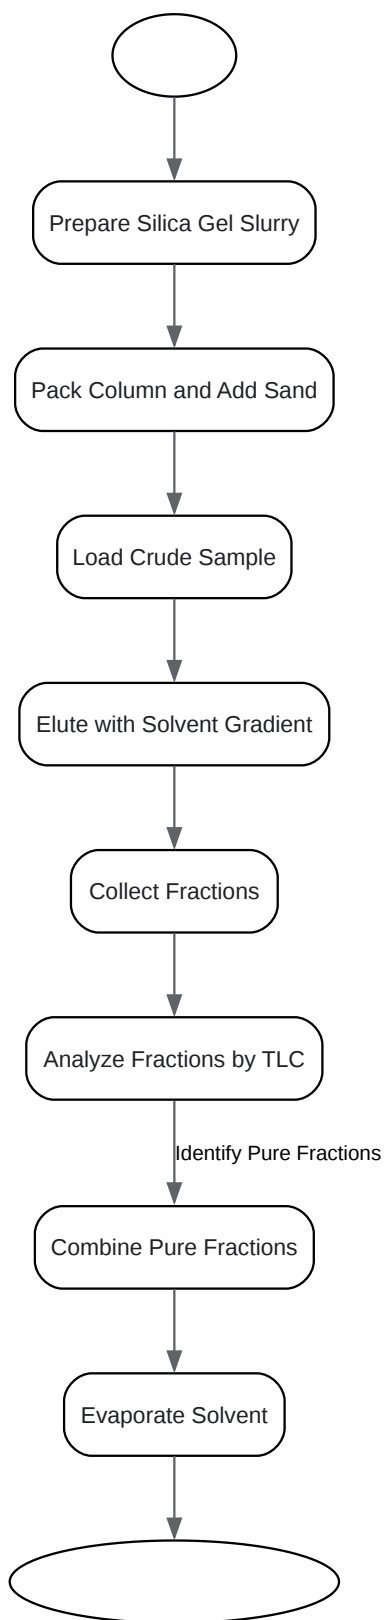 Prepare Silica Gel Slurry
Pack Column and Add Sand
Load Crude Sample
Elute with Solvent Gradient
Collect Fractions
Analyze Fractions by TLC
Identify Pure Fractions
Combine Pure Fractions
Evaporate Solvent